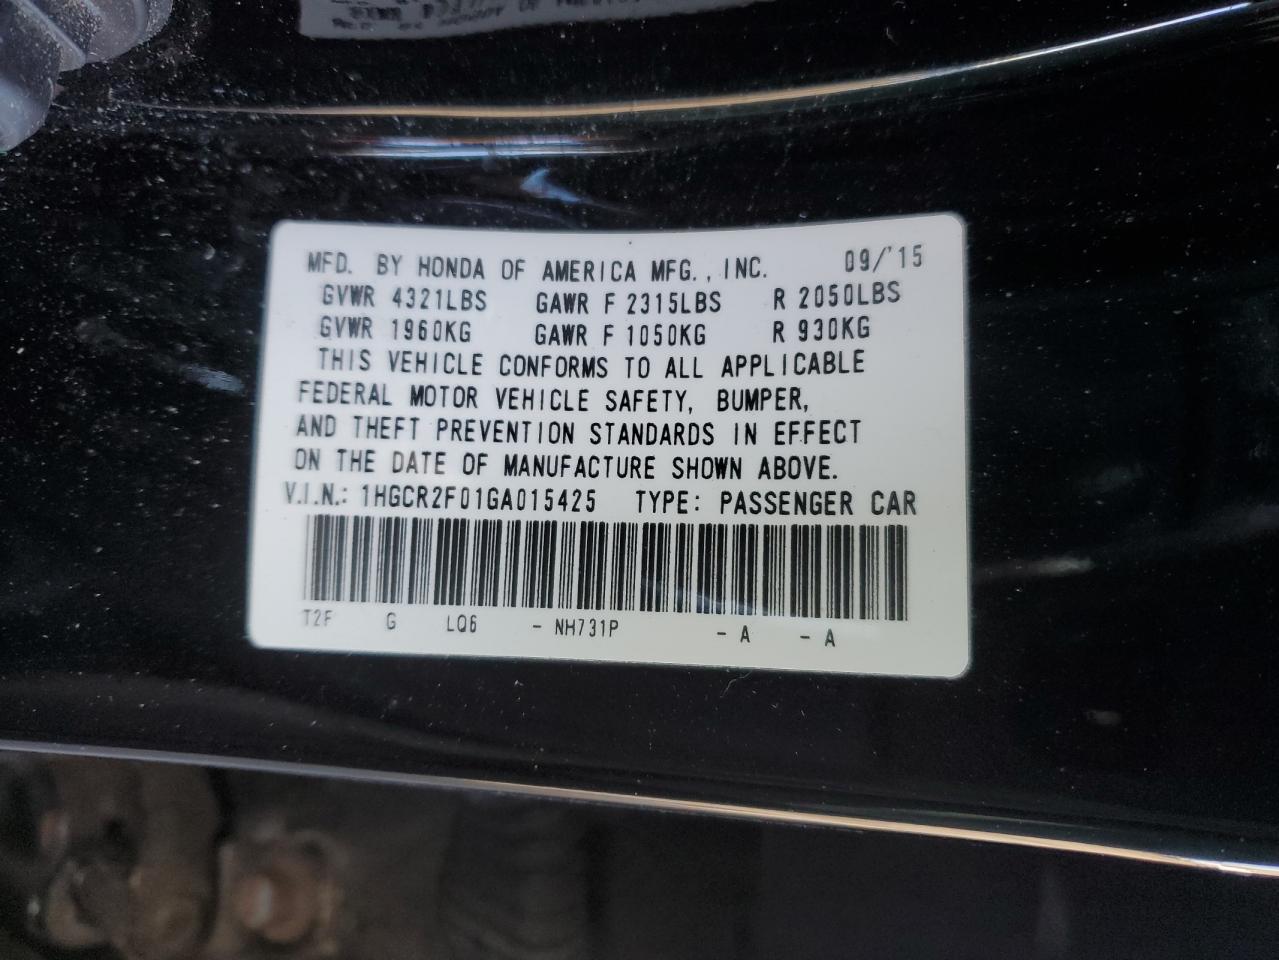 MFD. BY HONDA OF AMERICA MFG., INC. 09/'15
GVWR 4321LBS GAWR F 2315LBS R 2050LBS
GVWR 1960KG GAWR F 1050KG R 930KG
THIS VEHICLE CONFORMS TO ALL APPLICABLE
FEDERAL MOTOR VEHICLE SAFETY, BUMPER,
AND THEFT PREVENTION STANDARDS IN EFFECT
ON THE DATE OF MANUFACTURE SHOWN ABOVE.
V.I.N.: 1HGCR2F01GA015425 TYPE: PASSENGER CAR
T2F G LQ6 - NH731P - A - A